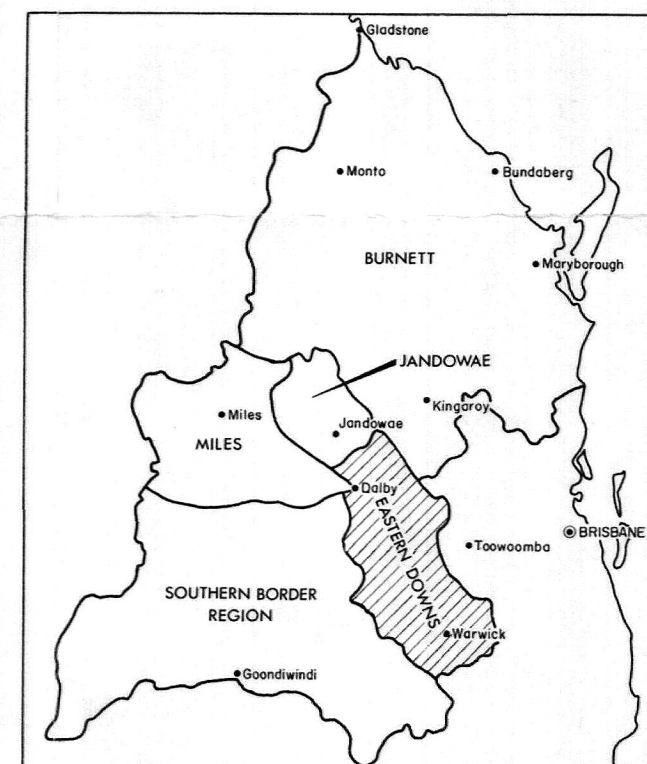 Gladstone
Monto
Bundaberg
BURNETT
Maryborough
JANDOWAE
Miles
Kingaroy
Jandowae
MILES
Dalby
EASTERN DOWNS
BRISBANE
Toowoomba
SOUTHERN BORDER
REGION
Warwick
Goondiwindi